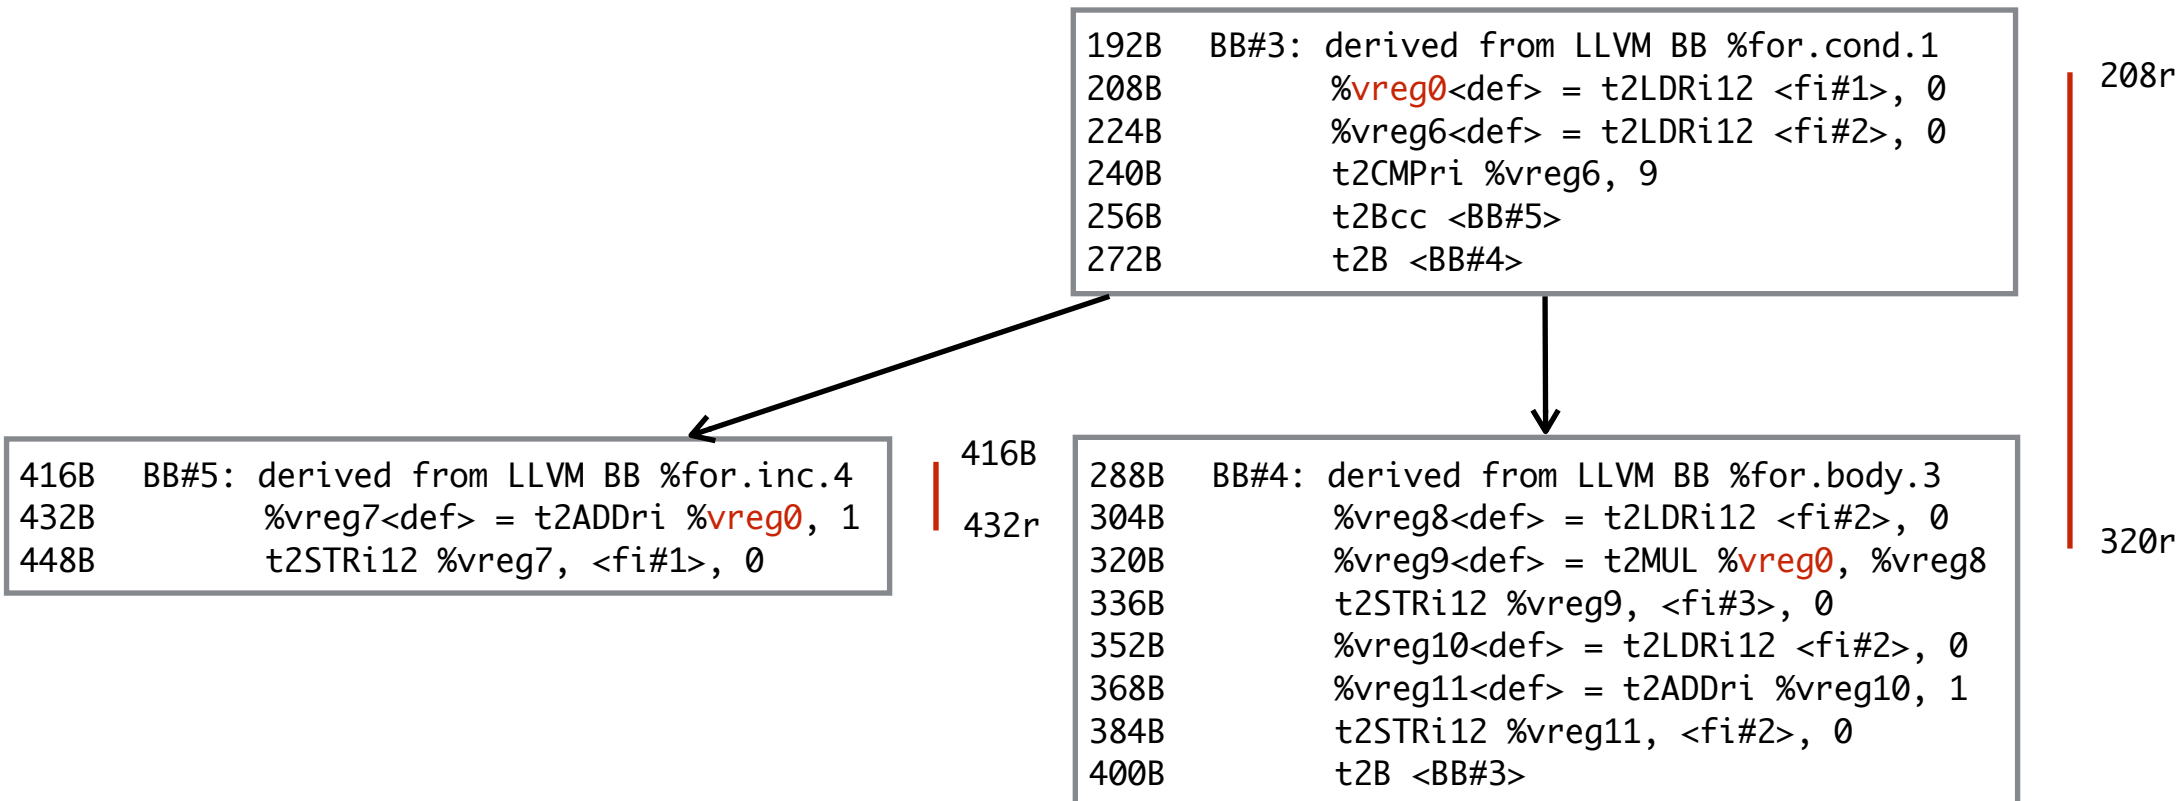 192B BB#3: derived from LLVM BB %for.cond.1
208B %vreg0<def> = t2LDRi12 <fi#1>, 0
224B %vreg6<def> = t2LDRi12 <fi#2>, 0
240B t2CMPri %vreg6, 9
256B t2Bcc <BB#5>
272B t2B <BB#4>
208r
416B BB#5: derived from LLVM BB %for.inc.4
432B %vreg7<def> = t2ADDri %vreg0, 1
448B t2STRi12 %vreg7, <fi#1>, 0
416B
432r
288B BB#4: derived from LLVM BB %for.body.3
304B %vreg8<def> = t2LDRi12 <fi#2>, 0
320B %vreg9<def> = t2MUL %vreg0, %vreg8
336B t2STRi12 %vreg9, <fi#3>, 0
352B %vreg10<def> = t2LDRi12 <fi#2>, 0
368B %vreg11<def> = t2ADDri %vreg10, 1
384B t2STRi12 %vreg11, <fi#2>, 0
400B t2B <BB#3>
320r